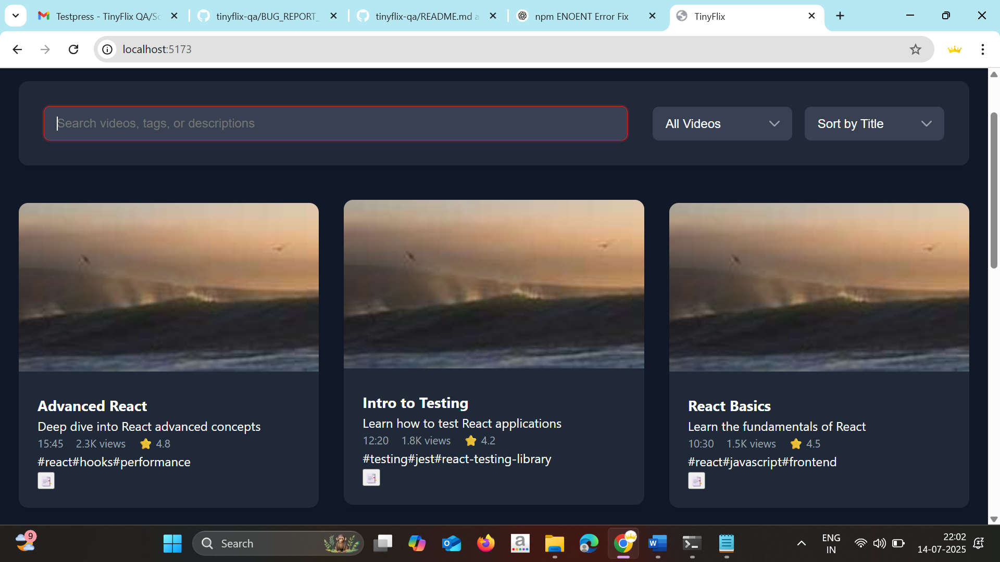 Testpress - TinyFlix QA/Sc
tinyflix-qa/BUG_REPORT_
tinyflix-qa/README.md a
npm ENOENT Error Fix
TinyFlix
localhost:5173
Search videos, tags, or descriptions
All Videos
Sort by Title
Advanced React
Deep dive into React advanced concepts
15:45 2.3K views ⭐ 4.8
#react#hooks#performance
Intro to Testing
Learn how to test React applications
12:20 1.8K views ⭐ 4.2
#testing#jest#react-testing-library
React Basics
Learn the fundamentals of React
10:30 1.5K views ⭐ 4.5
#react#javascript#frontend
9
Search
ENG
IN
22:02
14-07-2025